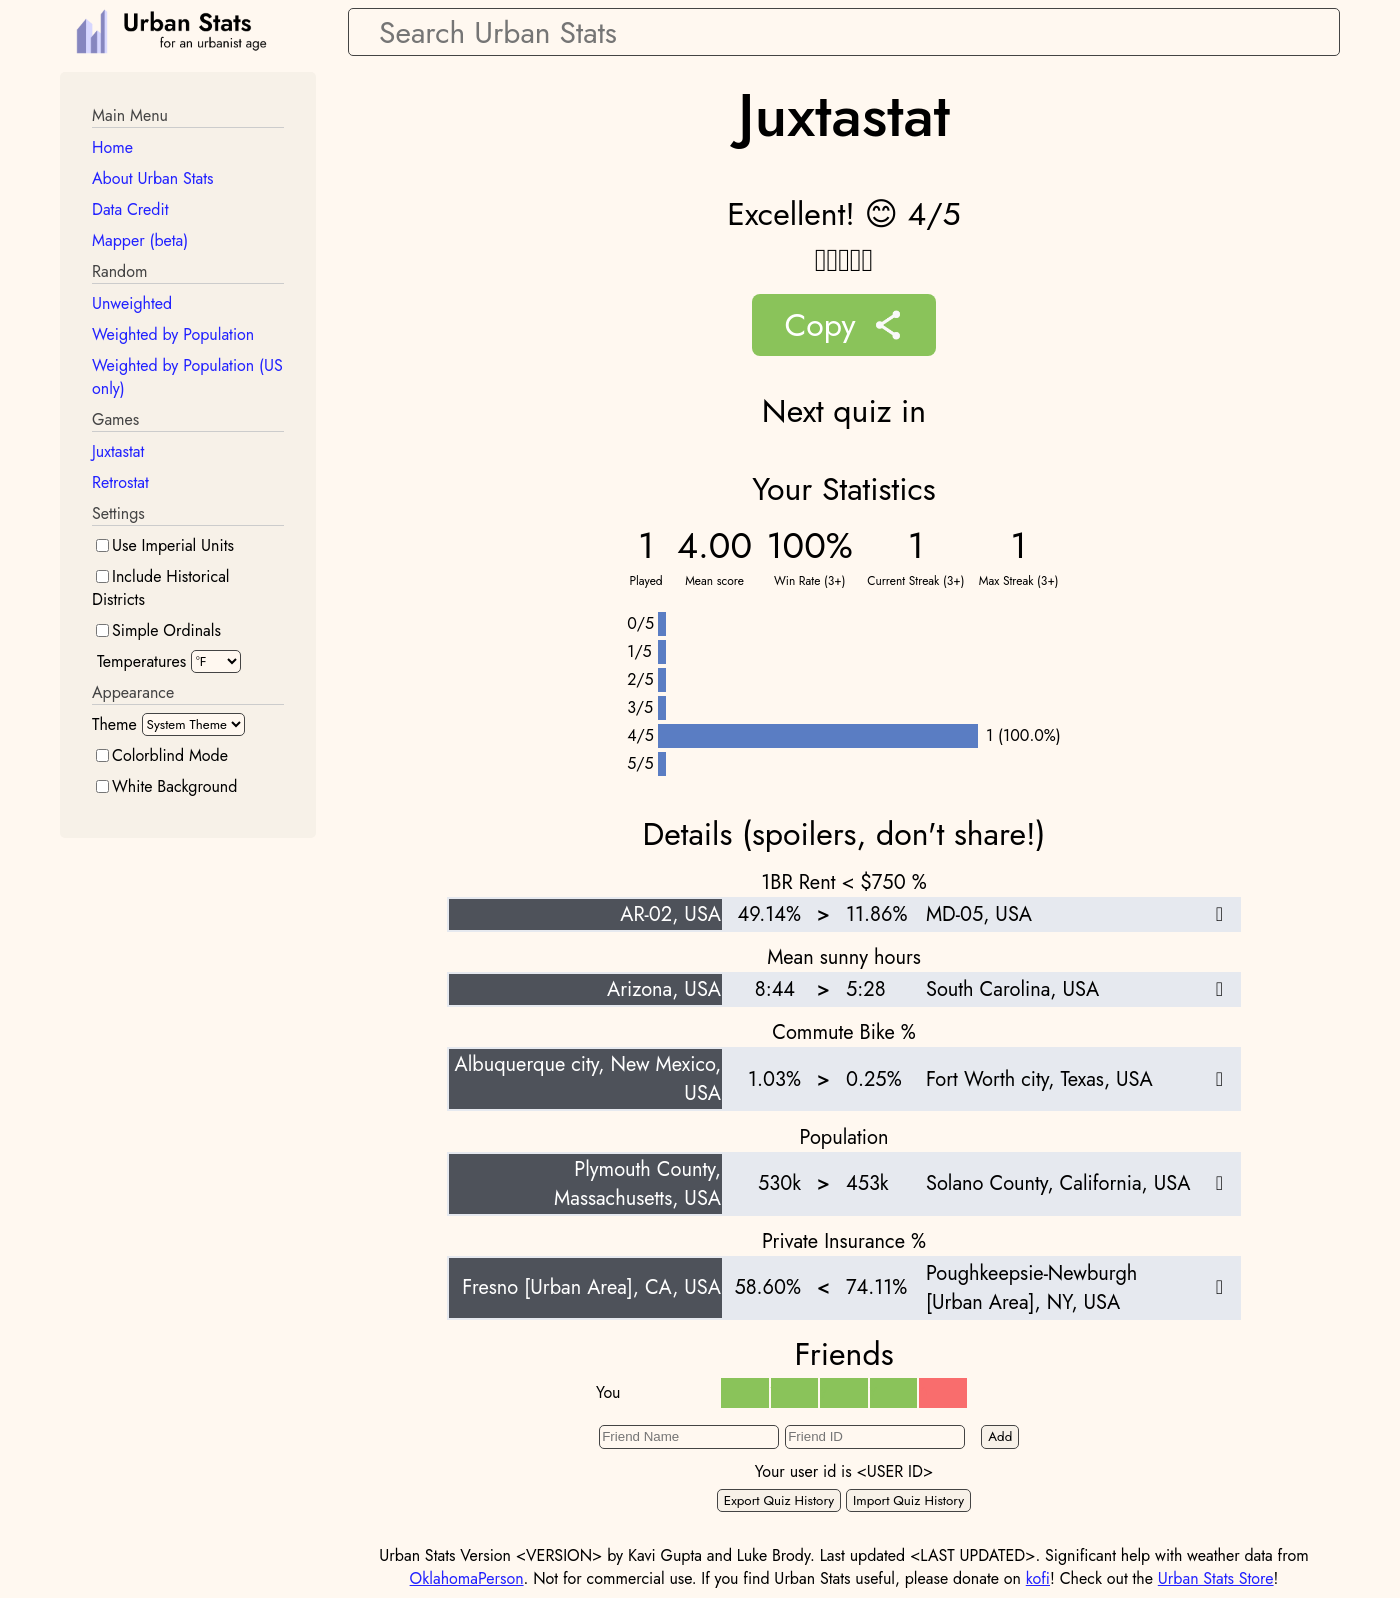 Urban Stats
for an urbanist age
Search Urban Stats
Main Menu
Home
About Urban Stats
Data Credit
Mapper (beta)
Random
Unweighted
Weighted by Population
Weighted by Population (US
only)
Games
Juxtastat
Retrostat
Settings
Use Imperial Units
Include Historical
Districts
Simple Ordinals
Temperatures °F
Appearance
Theme System Theme
Colorblind Mode
White Background
Juxtastat
Excellent! 😊 4/5
Copy
Next quiz in
Your Statistics
1 4.00 100% 1 1
Played Mean score Win Rate (3+) Current Streak (3+) Max Streak (3+)
0/5
1/5
2/5
3/5
4/5 1 (100.0%)
5/5
Details (spoilers, don't share!)
1BR Rent < $750 %
AR-02, USA 49.14% > 11.86% MD-05, USA
Mean sunny hours
Arizona, USA 8:44 > 5:28 South Carolina, USA
Commute Bike %
Albuquerque city, New Mexico,
USA 1.03% > 0.25% Fort Worth city, Texas, USA
Population
Plymouth County,
Massachusetts, USA 530k > 453k Solano County, California, USA
Private Insurance %
Fresno [Urban Area], CA, USA 58.60% < 74.11% Poughkeepsie-Newburgh
[Urban Area], NY, USA
Friends
You
Friend Name Friend ID Add
Your user id is <USER ID>
Export Quiz History Import Quiz History
Urban Stats Version <VERSION> by Kavi Gupta and Luke Brody. Last updated <LAST UPDATED>. Significant help with weather data from
OklahomaPerson. Not for commercial use. If you find Urban Stats useful, please donate on kofi! Check out the Urban Stats Store!